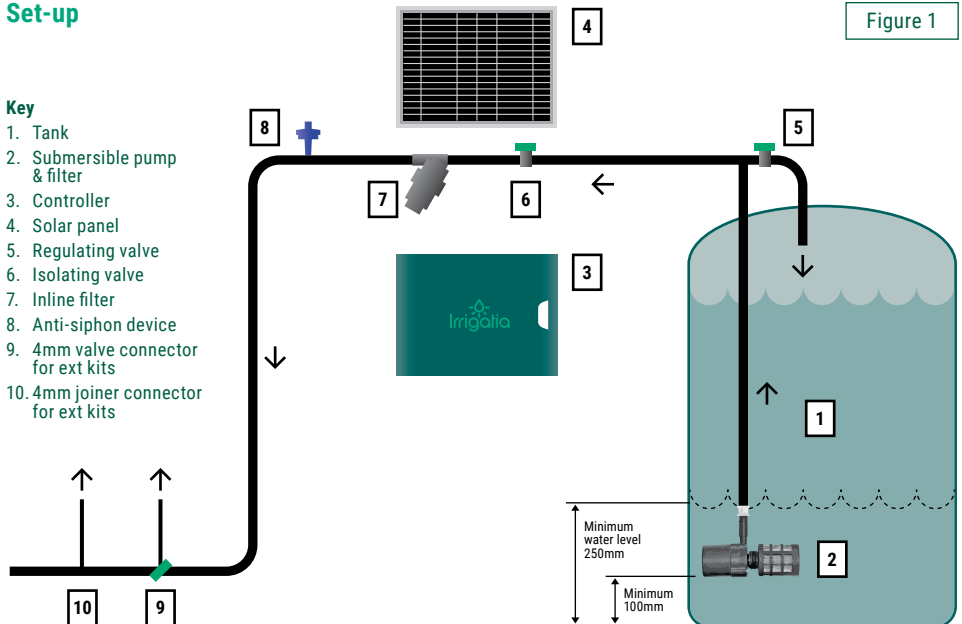 Set-up
Figure 1
Key
1. Tank
2. Submersible pump
& filter
3. Controller
4. Solar panel
5. Regulating valve
6. Isolating valve
7. Inline filter
8. Anti-siphon device
9. 4mm valve connector
for ext kits
10. 4mm joiner connector
for ext kits
4
8
5
7
6
3
Irrigatia
1
Minimum
water level
250mm
2
Minimum
100mm
10
9